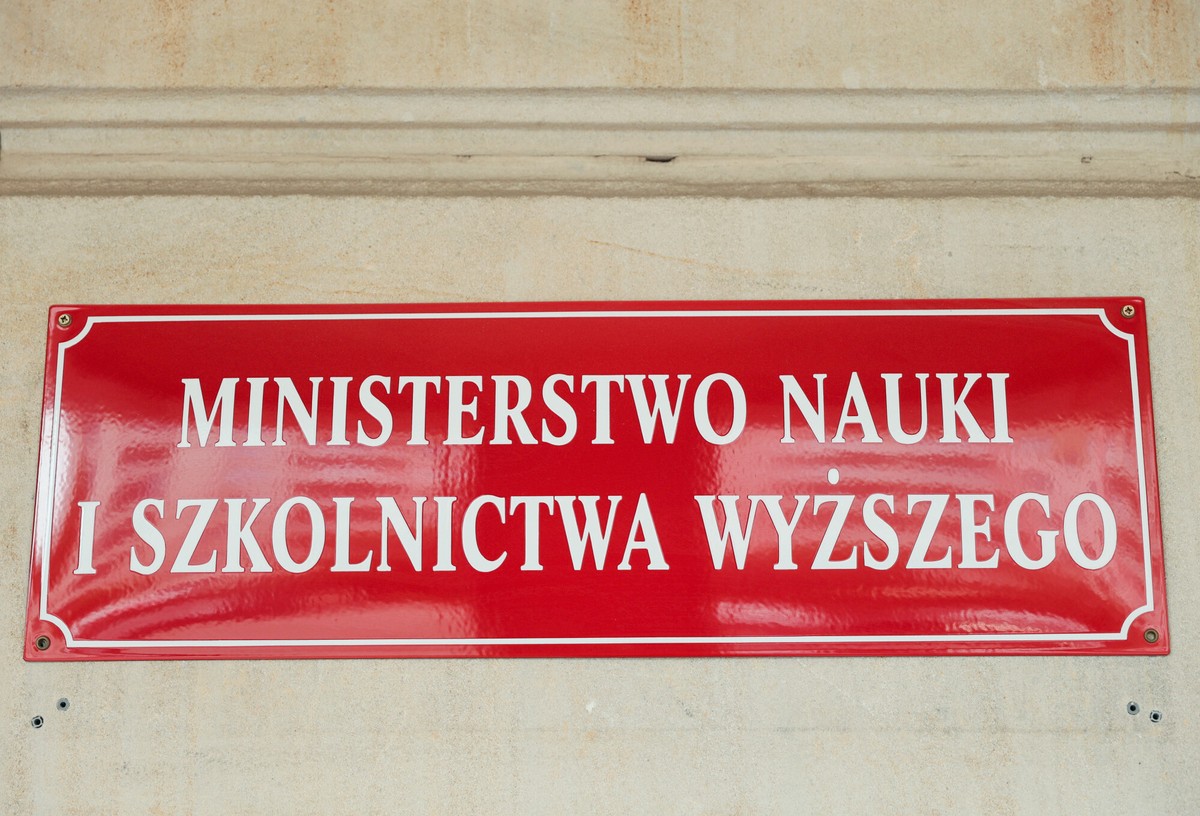 MINISTERSTWO NAUKI
I SZKOLNICTWA WYŻSZEGO